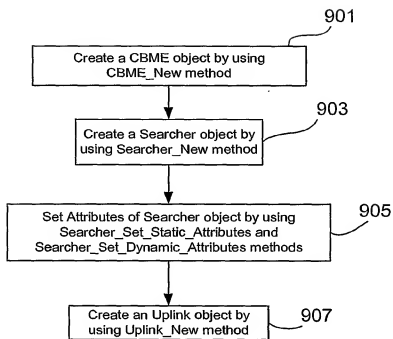 901
Create a CBME object by using
CBME_New method
903
Create a Searcher object by
using Searcher_New method
905
Set Attributes of Searcher object by using
Searcher_Set_Static_Attributes and
Searcher_Set_Dynamic_Attributes methods
907
Create an Uplink object by
using Uplink_New method